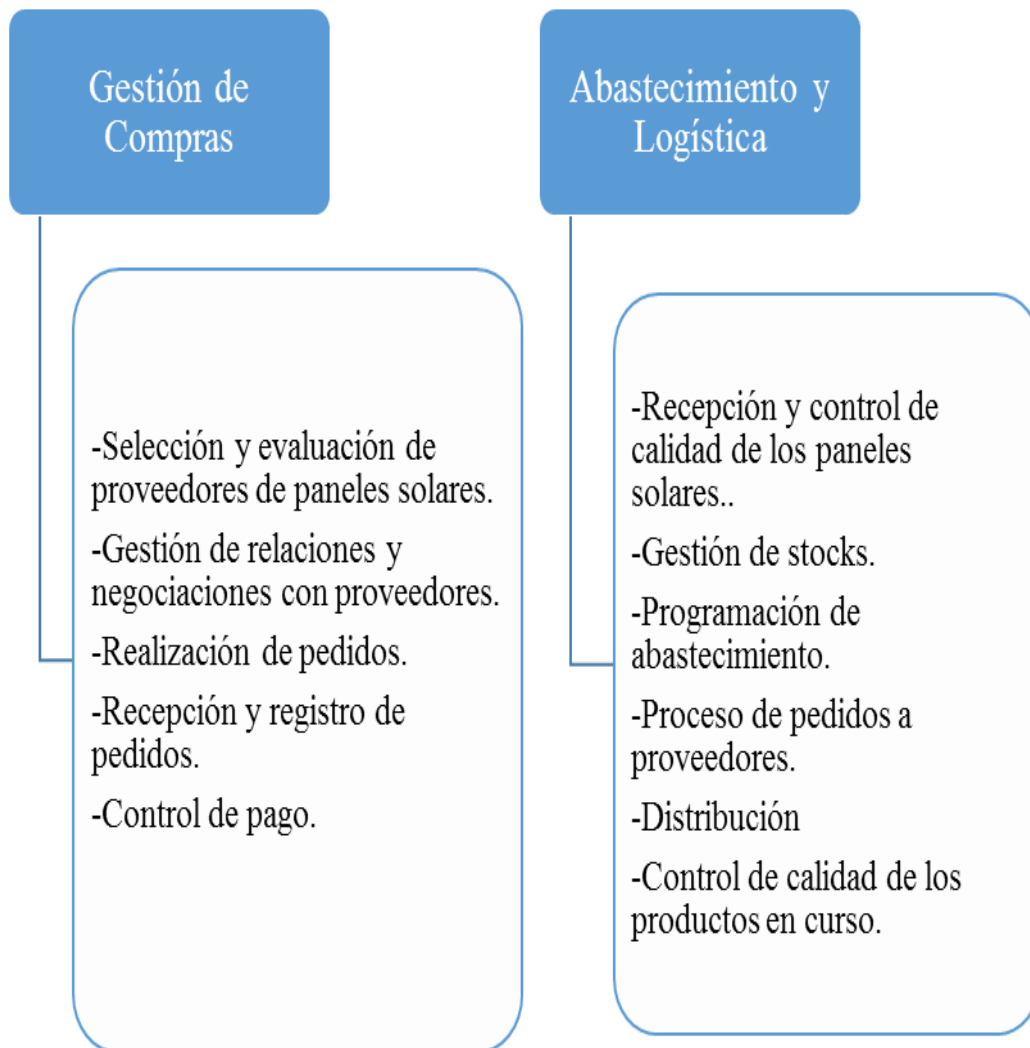 Gestión de
Compras
-Selección y evaluación de
proveedores de paneles solares.
-Gestión de relaciones y
negociaciones con proveedores.
-Realización de pedidos.
-Recepción y registro de
pedidos.
-Control de pago.
Abastecimiento y
Logística
-Recepción y control de
calidad de los paneles
solares..
-Gestión de stocks.
-Programación de
abastecimiento.
-Proceso de pedidos a
proveedores.
-Distribución
-Control de calidad de los
productos en curso.